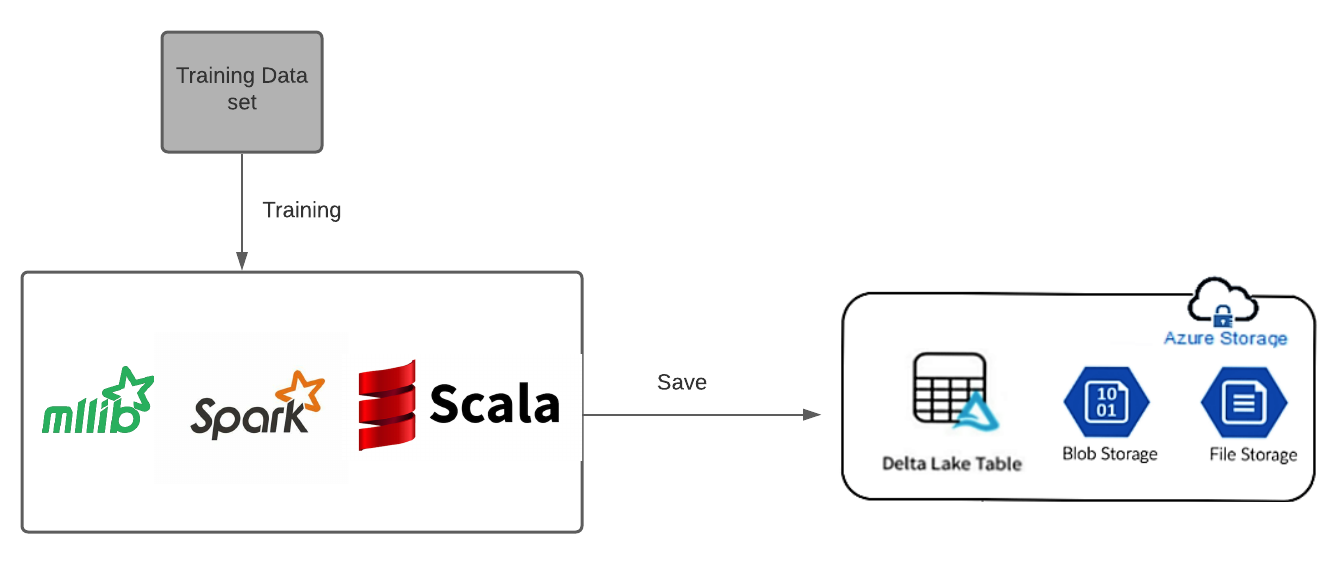 Training Data
set
Training
mllib
Spark
Scala
Save
Azure Storage
10
01
Delta Lake Table
Blob Storage
File Storage